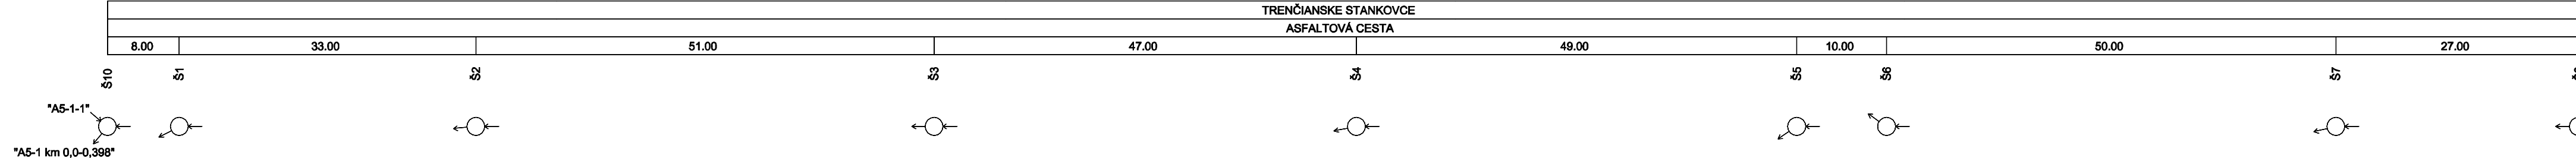 TRENČIANSKE STANKOVCE
ASFALTOVÁ CESTA
8.00 33.00 51.00 47.00 49.00 10.00 50.00 27.00
Š10 Š1 Š2 Š3 Š4 Š5 Š6 Š7
"A5-1-1"
"A5-1 km 0,0-0,398"